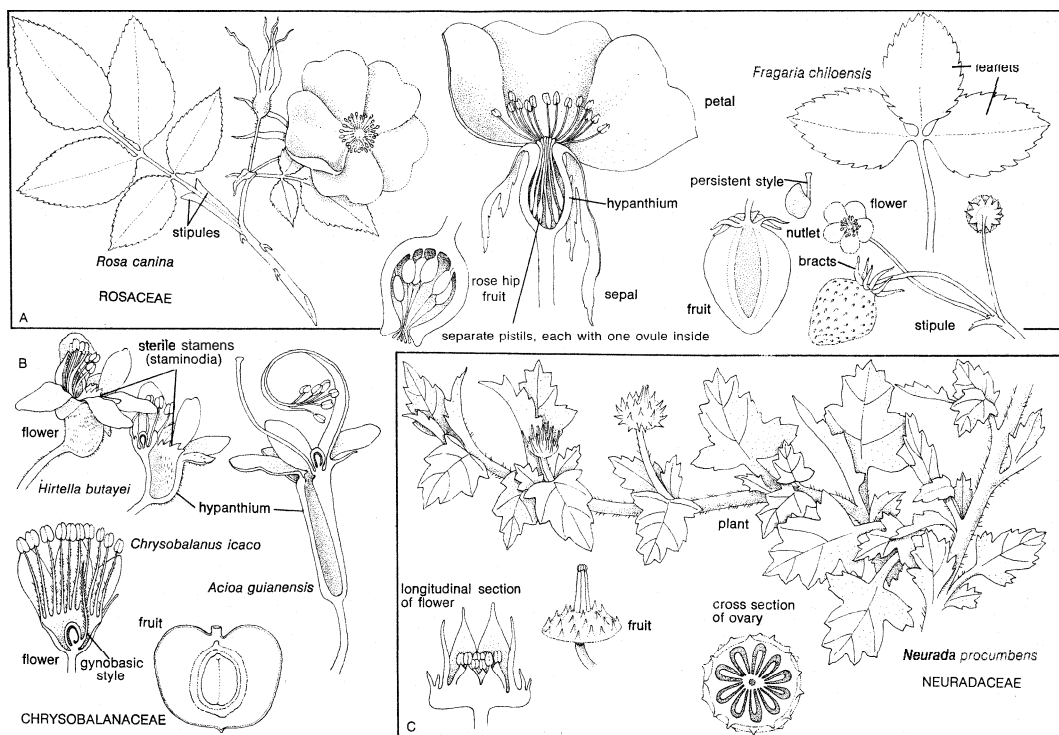 Fragaria chiloensis
leaflets
petal
persistent style
flower
hypanthium
nutlet
bracts
stipules
Rosa canina
rose hip
fruit
sepal
fruit
stipule
ROSACEAE
A
separate pistils, each with one ovule inside
B
sterile stamens
(staminodia)
flower
Hirtella butayei
hypanthium
Chrysobalanus icaco
Acioa guianensis
fruit
flower
gynobasic
style
CHRYSOBALANACEAE
plant
longitudinal section
of flower
fruit
cross section
of ovary
Neurada procumbens
NEURADACEAE
C